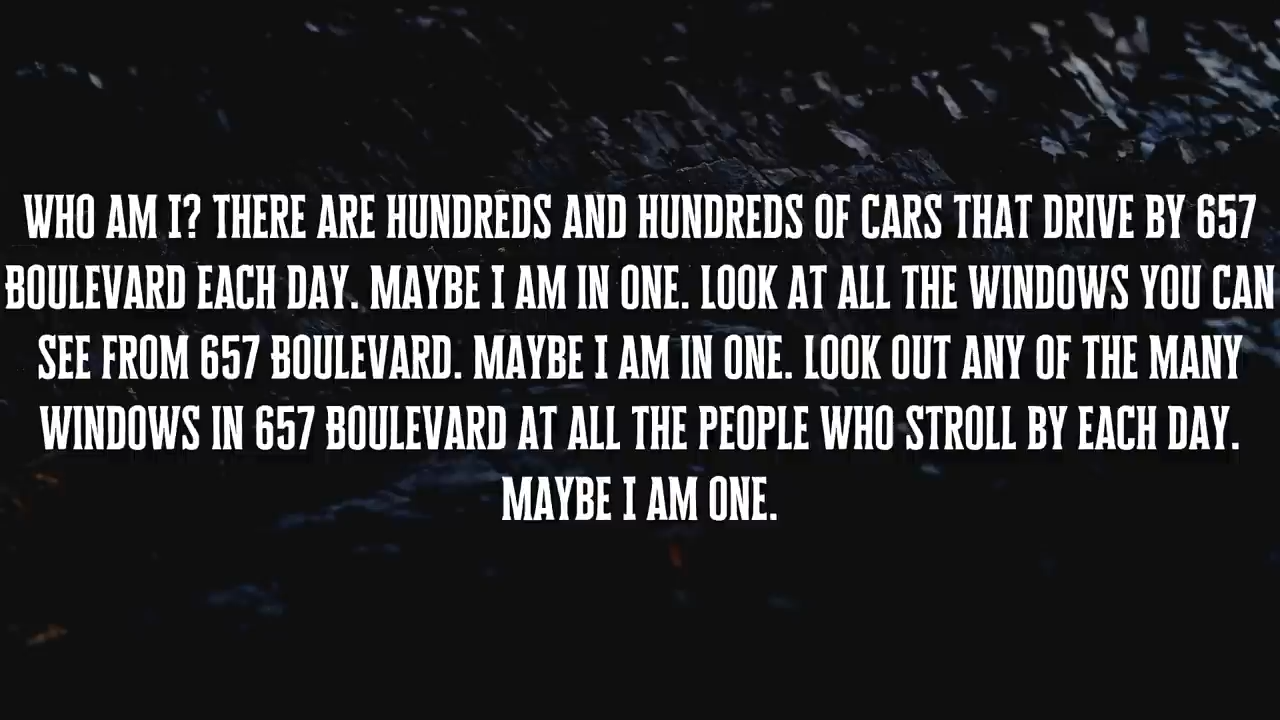 WHO AM I? THERE ARE HUNDREDS AND HUNDREDS OF CARS THAT DRIVE BY 657
BOULEVARD EACH DAY. MAYBE I AM IN ONE. LOOK AT ALL THE WINDOWS YOU CAN
SEE FROM 657 BOULEVARD. MAYBE I AM IN ONE. LOOK OUT ANY OF THE MANY
WINDOWS IN 657 BOULEVARD AT ALL THE PEOPLE WHO STROLL BY EACH DAY.
MAYBE I AM ONE.